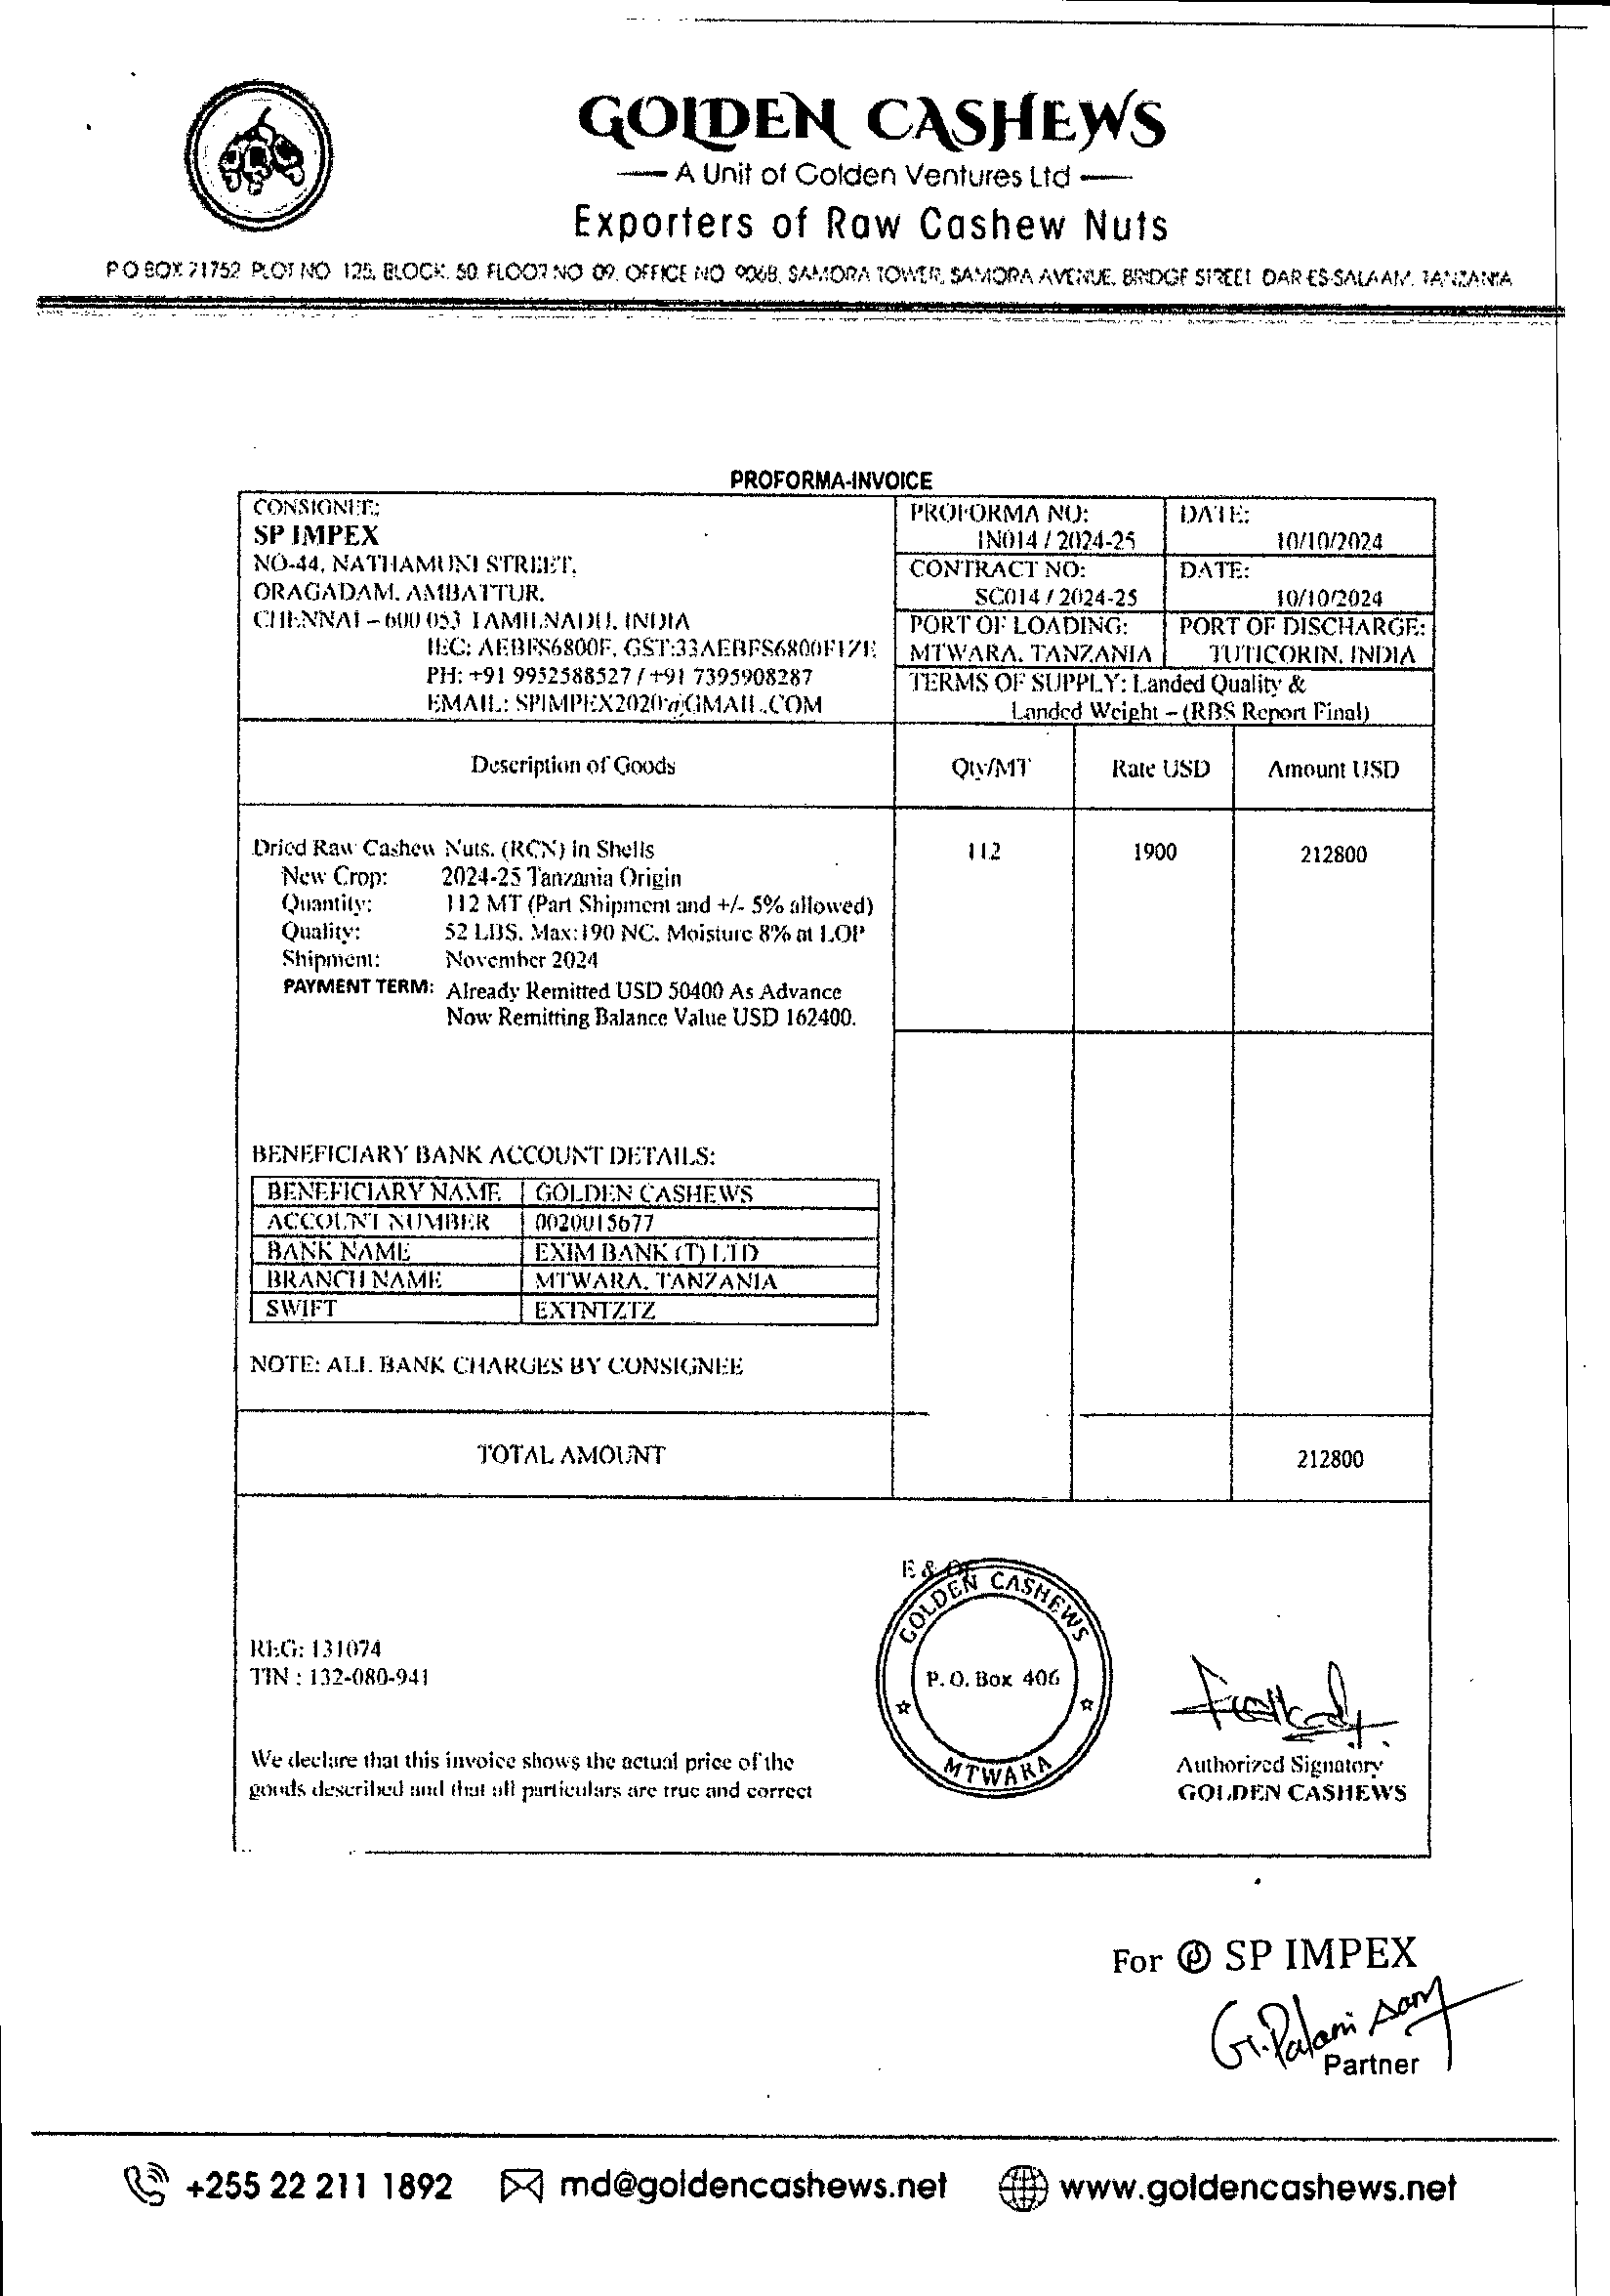 GOLDEN CASHEWS
A Unit of Golden Ventures Ltd
Exporters of Raw Cashew Nuts
P O BOX 71752 PLOT NO 125, BLOCK. 50 FLOOR NO 09, OFFICE NO 906B, SAMORA TOWER, SAMORA AVENUE, BRIDGE STREET DAR-ES-SALAAM, TANZANIA
PROFORMA-INVOICE
CONSIGNEE:
SP IMPEX
NO-44, NATHAMUNI STREET,
ORAGADAM, AMBATTUR,
CHENNAI – 600 053 TAMILNADU, INDIA
IEC: AEBFS6800F, GST:33AEBFS6800F1ZE
PH: +91 9952588527 / +91 7395908287
EMAIL: SPIMPEX2020@GMAIL.COM
PROFORMA NO:
IN014 / 2024-25
DATE:
10/10/2024
CONTRACT NO:
SC014 / 2024-25
DATE:
10/10/2024
PORT OF LOADING:
MTWARA, TANZANIA
PORT OF DISCHARGE:
TUTICORIN, INDIA
TERMS OF SUPPLY: Landed Quality &
Landed Weight – (RBS Report Final)
Description of Goods Qty/MT Rate USD Amount USD
Dried Raw Cashew Nuts. (RCN) in Shells 112 1900 212800
New Crop: 2024-25 Tanzania Origin
Quantity: 112 MT (Part Shipment and +/- 5% allowed)
Quality: 52 LBS. Max:190 NC. Moisture 8% at LOP
Shipment: November 2024
PAYMENT TERM: Already Remitted USD 50400 As Advance
Now Remitting Balance Value USD 162400.
BENEFICIARY BANK ACCOUNT DETAILS:
BENEFICIARY NAME GOLDEN CASHEWS
ACCOUNT NUMBER 0020015677
BANK NAME EXIM BANK (T) LTD
BRANCH NAME MTWARA, TANZANIA
SWIFT EXTNTZTZ
NOTE: ALL BANK CHARGES BY CONSIGNEE
TOTAL AMOUNT 212800
E & OE
GOLDEN CASHEWS
P.O. Box 406
MTWARA
REG: 131074
TIN : 132-080-941
We declare that this invoice shows the actual price of the
goods described and that all particulars are true and correct
Authorized Signatory
GOLDEN CASHEWS
For SP IMPEX
G. Palani samy
Partner
+255 22 211 1892 md@goldencashews.net www.goldencashews.net